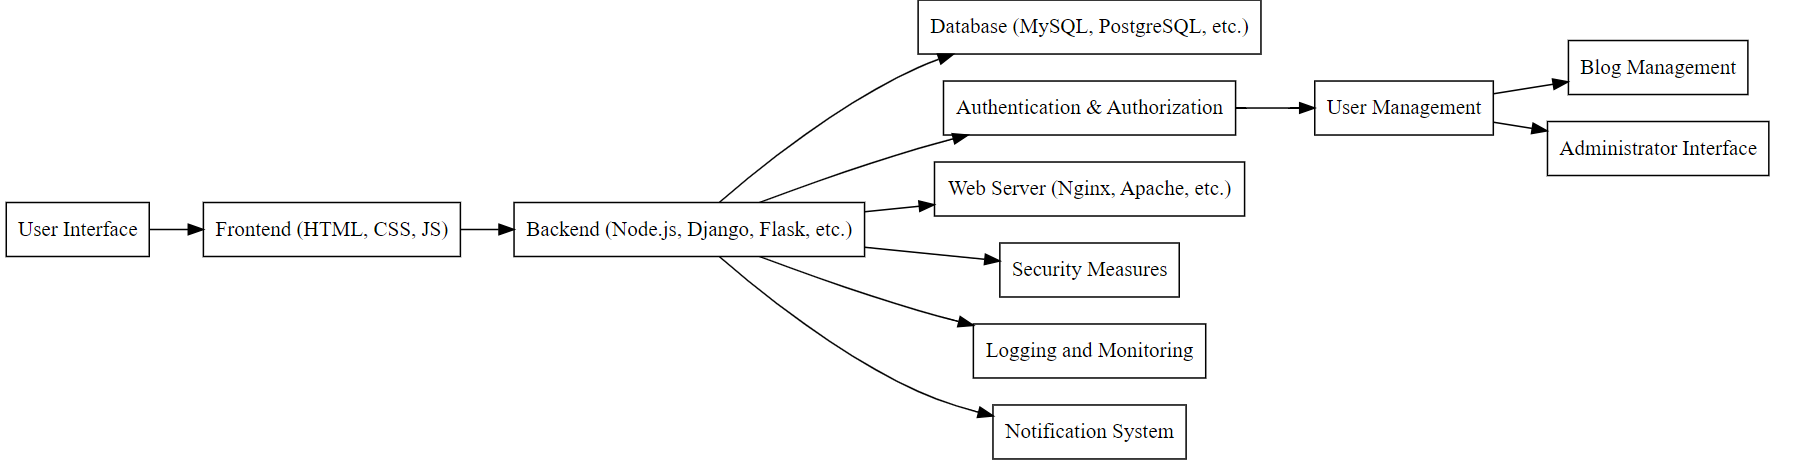 User Interface
Frontend (HTML, CSS, JS)
Backend (Node.js, Django, Flask, etc.)
Database (MySQL, PostgreSQL, etc.)
Authentication & Authorization
Web Server (Nginx, Apache, etc.)
Security Measures
Logging and Monitoring
Notification System
User Management
Blog Management
Administrator Interface